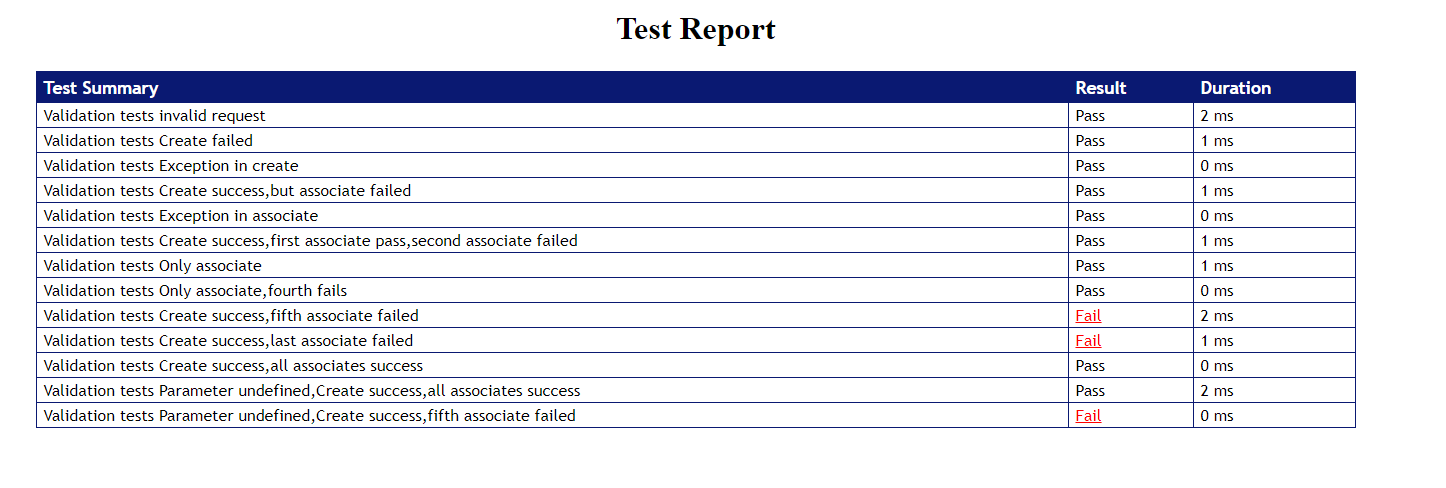 Test Report
Test Summary Result Duration
Validation tests invalid request Pass 2 ms
Validation tests Create failed Pass 1 ms
Validation tests Exception in create Pass 0 ms
Validation tests Create success,but associate failed Pass 1 ms
Validation tests Exception in associate Pass 0 ms
Validation tests Create success,first associate pass,second associate failed Pass 1 ms
Validation tests Only associate Pass 1 ms
Validation tests Only associate,fourth fails Pass 0 ms
Validation tests Create success,fifth associate failed Fail 2 ms
Validation tests Create success,last associate failed Fail 1 ms
Validation tests Create success,all associates success Pass 0 ms
Validation tests Parameter undefined,Create success,all associates success Pass 2 ms
Validation tests Parameter undefined,Create success,fifth associate failed Fail 0 ms